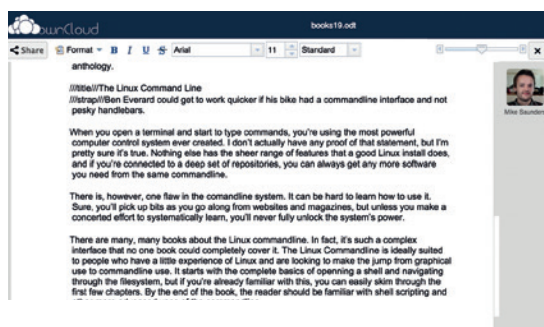 ownCloud
books19.odt
Share Format B I U S Arial 11 Standard x
anthology.
///title///The Linux Command Line
///strap///Ben Everard could get to work quicker if his bike had a commandline interface and not
pesky handlebars.
When you open a terminal and start to type commands, you're using the most powerful
computer control system ever created. I don't actually have any proof of that statement, but I'm
pretty sure it's true. Nothing else has the sheer range of features that a good Linux install does,
and if you're connected to a deep set of repositories, you can always get any more software
you need from the same commandline.
There is, however, one flaw in the comandline system. It can be hard to learn how to use it.
Sure, you'll pick up bits as you go along from websites and magazines, but unless you make a
concerted effort to systematically learn, you'll never fully unlock the system's power.
There are many, many books about the Linux commandline. In fact, it's such a complex
interface that no one book could completely cover it. The Linux Commandline is ideally suited
to people who have a little experience of Linux and are looking to make the jump from graphical
use to commandline use. It starts with the complete basics of openning a shell and navigating
through the filesystem, but if you're already familiar with this, you can easily skim through the
first few chapters. By the end of the book, the reader should be familiar with shell scripting and
Mike Saunders